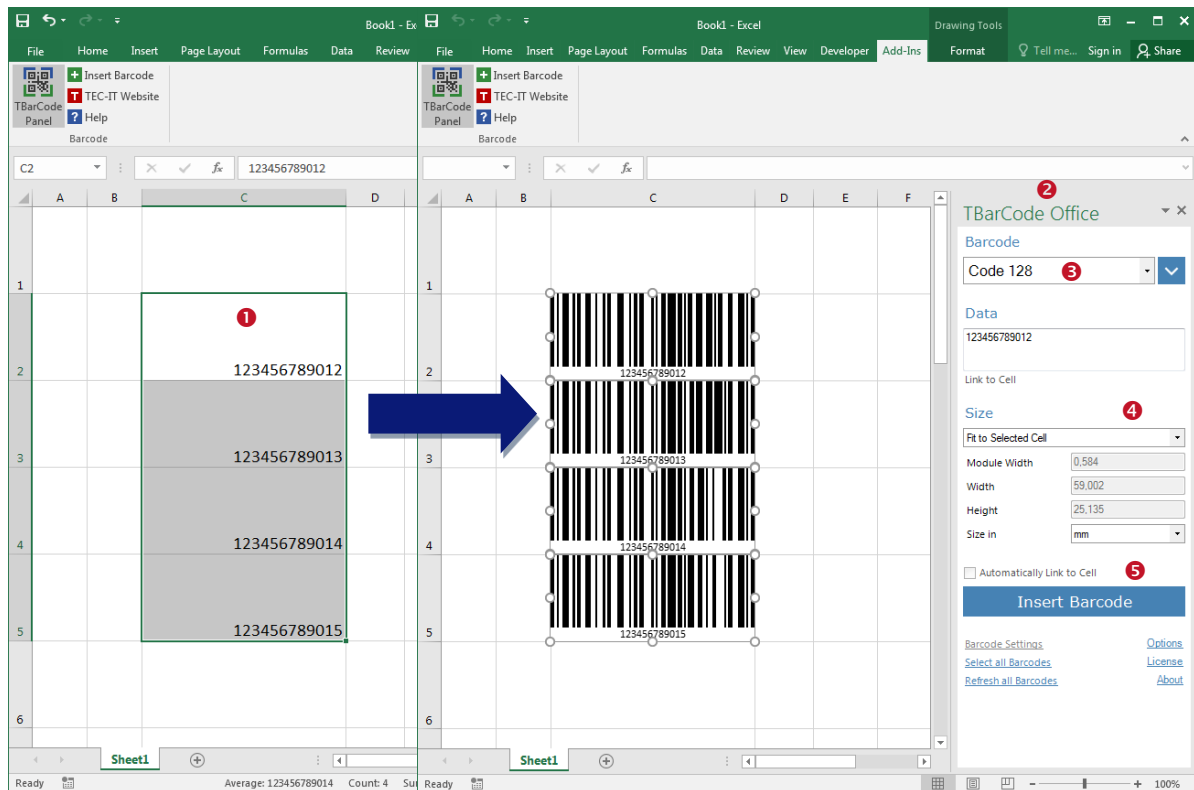 Book1 - Ex
File Home Insert Page Layout Formulas Data Review
TBarCode
Panel
Insert Barcode
TEC-IT Website
Help
Barcode
C2
fx
123456789012
A B C D
1
2
3
4
5
6
1
123456789012
123456789013
123456789014
123456789015
Sheet1
Ready
Average: 123456789014 Count: 4 Su
Book1 - Excel
Drawing Tools
File Home Insert Page Layout Formulas Data Review View Developer Add-Ins Format Tell me... Sign in Share
TBarCode
Panel
Insert Barcode
TEC-IT Website
Help
Barcode
fx
A B C D E F
1
2
3
4
5
6
123456789012
123456789013
123456789014
123456789015
Sheet1
Ready
100%
2
TBarCode Office
Barcode
Code 128 3
Data
123456789012
Link to Cell
Size 4
Fit to Selected Cell
Module Width 0,584
Width 59,002
Height 25,135
Size in mm
Automatically Link to Cell 5
Insert Barcode
Barcode Settings Options
Select all Barcodes License
Refresh all Barcodes About